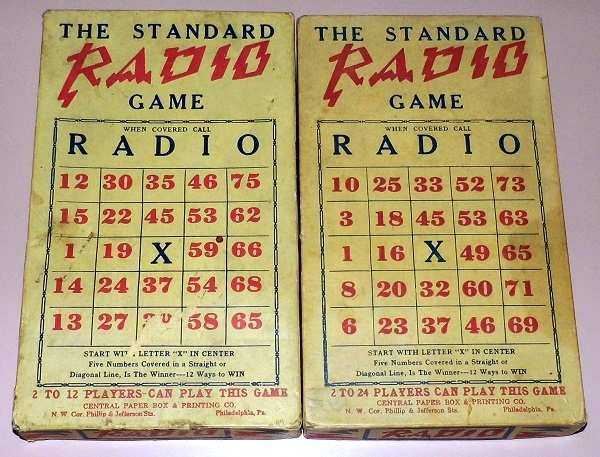 THE STANDARD
RADIO
GAME
WHEN COVERED CALL
R A D I O
12 30 35 46 75
15 22 45 53 62
1 19 X 59 66
14 24 37 54 68
13 27 58 65
START WITH LETTER "X" IN CENTER
Five Numbers Covered in a Straight or
Diagonal Line, Is The Winner---12 Ways to WIN
2 TO 12 PLAYERS-CAN PLAY THIS GAME
CENTRAL PAPER BOX & PRINTING CO.
N. W. Cor. Phillip & Jefferson Sts. Philadelphia, Pa.
THE STANDARD
RADIO
GAME
WHEN COVERED CALL
R A D I O
10 25 33 52 73
3 18 45 53 63
1 16 X 49 65
8 20 32 60 71
6 23 37 46 69
START WITH LETTER "X" IN CENTER
Five Numbers Covered in a Straight or
Diagonal Line, Is The Winner---12 Ways to WIN
2 TO 24 PLAYERS CAN PLAY THIS GAME
CENTRAL PAPER BOX & PRINTING CO.
N. W. Cor. Phillip & Jefferson Sts. Philadelphia, Pa.